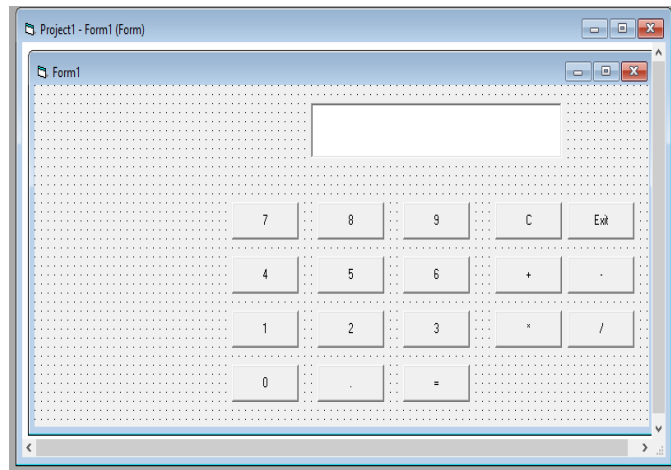 Project1 - Form1 (Form)
Form1
7 8 9 C Exit
4 5 6 + -
1 2 3 * /
0 . =